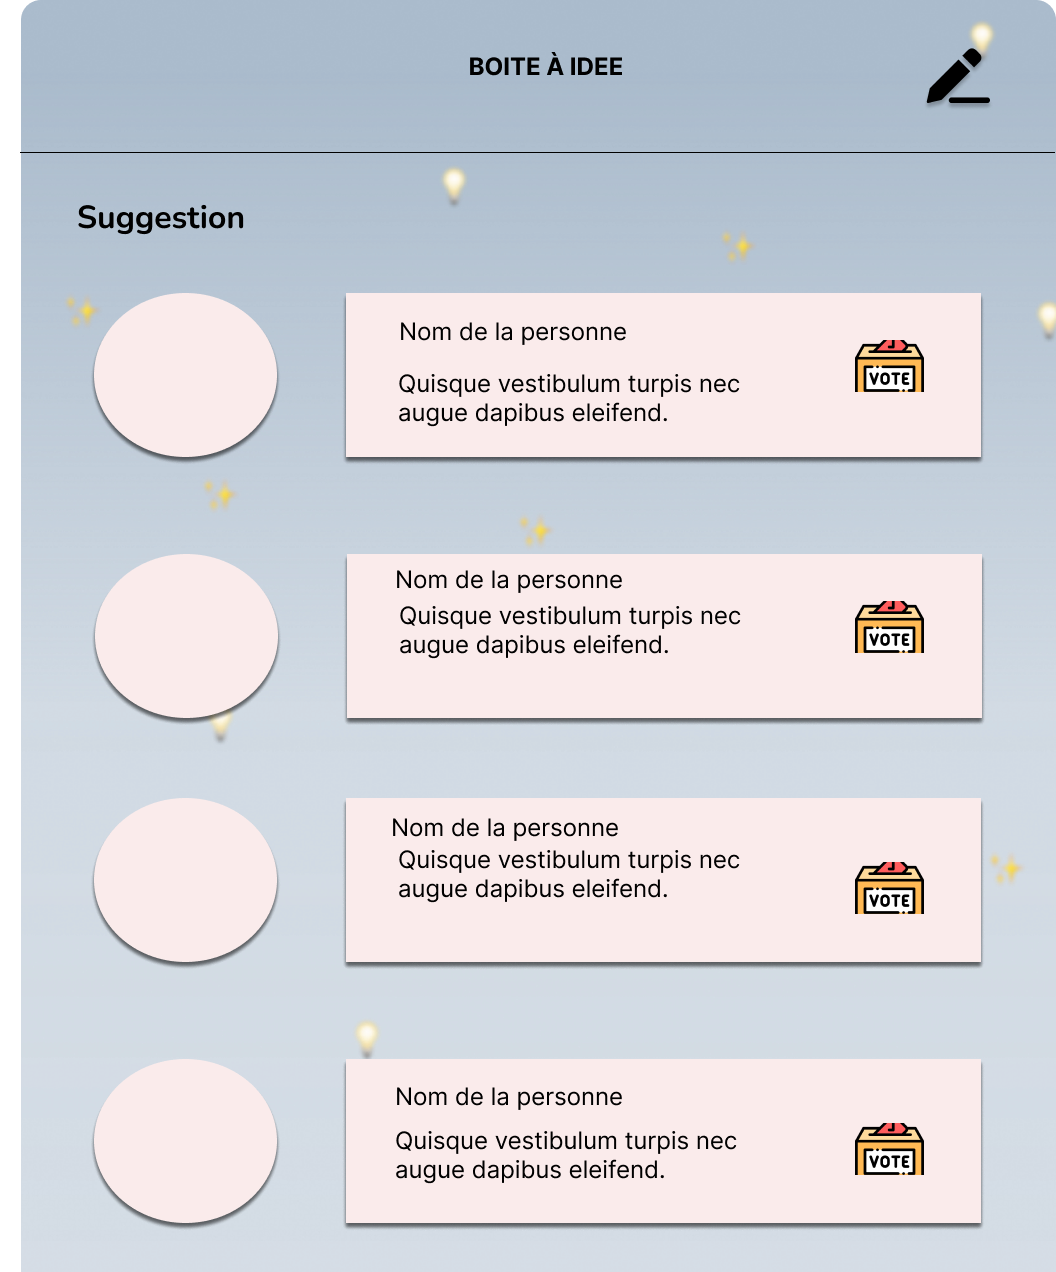 BOITE À IDEE
Suggestion
Nom de la personne
Quisque vestibulum turpis nec
augue dapibus eleifend.
VOTE
Nom de la personne
Quisque vestibulum turpis nec
augue dapibus eleifend.
VOTE
Nom de la personne
Quisque vestibulum turpis nec
augue dapibus eleifend.
VOTE
Nom de la personne
Quisque vestibulum turpis nec
augue dapibus eleifend.
VOTE